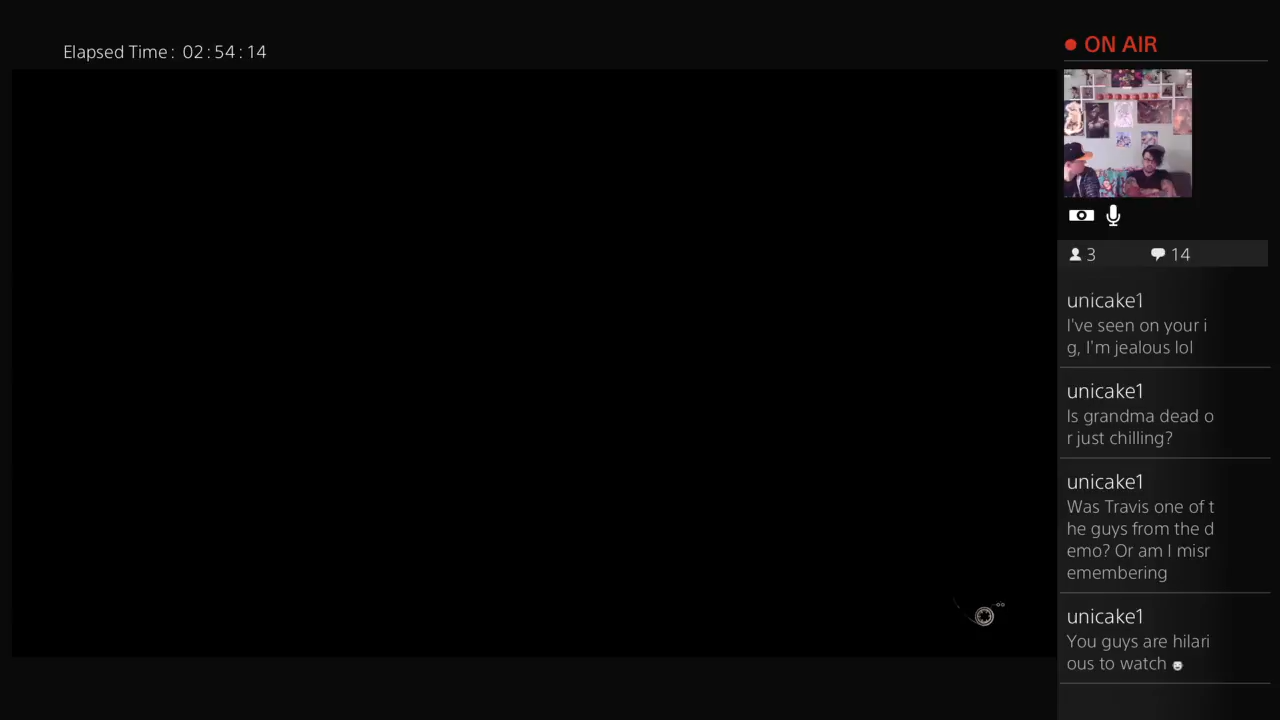 Elapsed Time: 02:54:14
ON AIR
3
14
unicake1
I've seen on your i
g, I'm jealous lol
unicake1
Is grandma dead o
r just chilling?
unicake1
Was Travis one of t
he guys from the d
emo? Or am I misr
emembering
unicake1
You guys are hilari
ous to watch